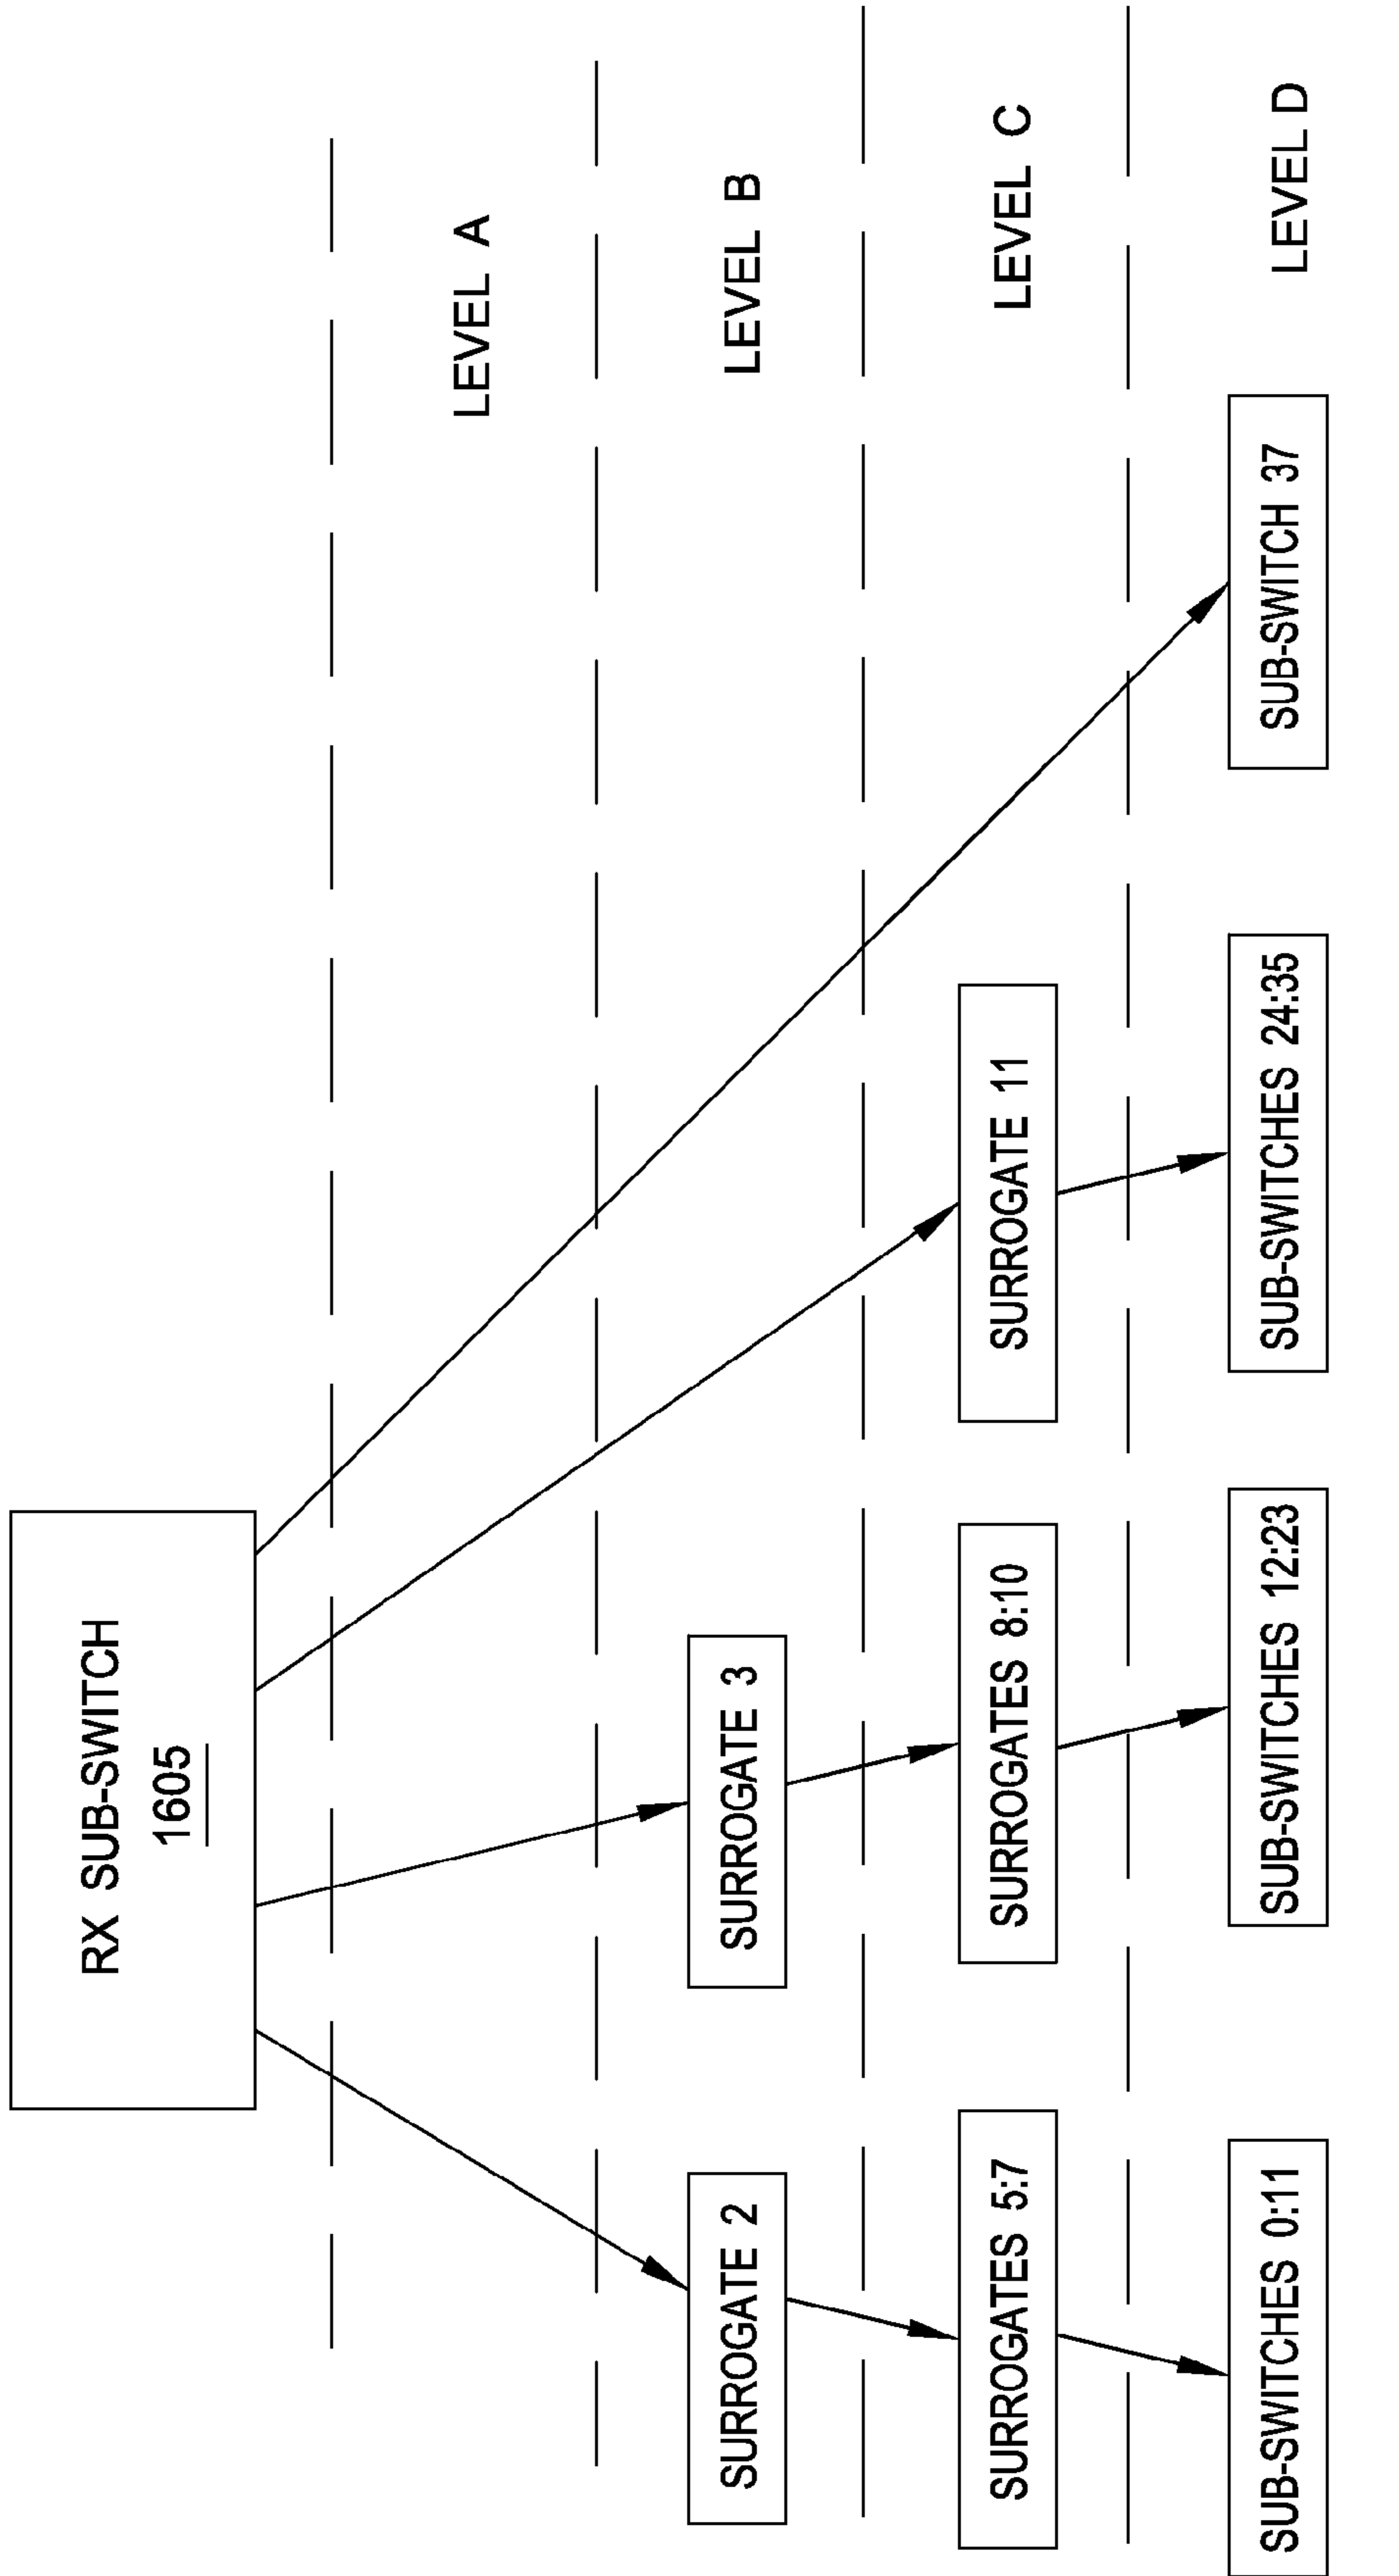 RX SUB-SWITCH
1605
LEVEL A
SURROGATE 2
SURROGATE 3
LEVEL B
SURROGATES 5:7
SURROGATES 8:10
SURROGATE 11
LEVEL C
SUB-SWITCHES 0:11
SUB-SWITCHES 12:23
SUB-SWITCHES 24:35
SUB-SWITCH 37
LEVEL D